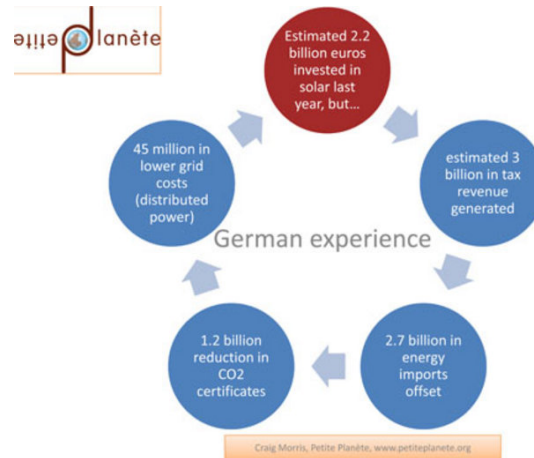 petite planète
Estimated 2.2
billion euros
invested in
solar last
year, but...
estimated 3
billion in tax
revenue
generated
2.7 billion in
energy
imports
offset
1.2 billion
reduction in
CO2
certificates
45 million in
lower grid
costs
(distributed
power)
German experience
Craig Morris, Petite Planète, www.petiteplanete.org